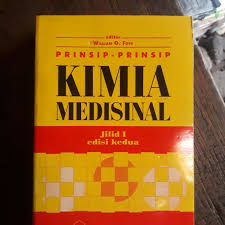 editor
William O. Foye
PRINSIP-PRINSIP
KIMIA
MEDISINAL
Jilid I
edisi kedua